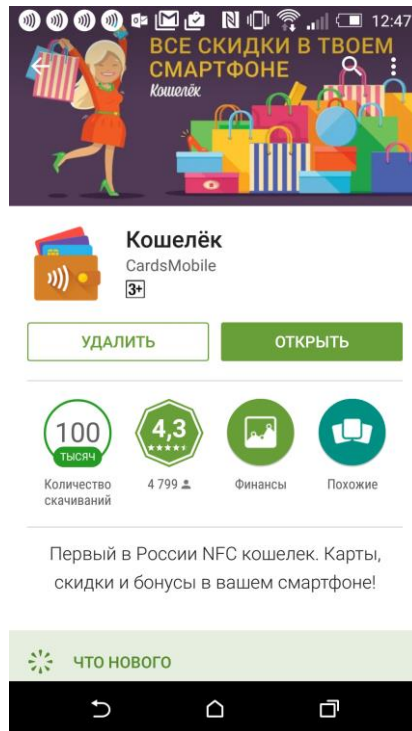 12:47
ВСЕ СКИДКИ В ТВОЕМ
СМАРТФОНЕ
Кошелёк
Кошелёк
CardsMobile
3+
УДАЛИТЬ
ОТКРЫТЬ
100
ТЫСЯЧ
4,3
Количество
скачиваний
4 799
Финансы
Похожие
Первый в России NFC кошелек. Карты,
скидки и бонусы в вашем смартфоне!
ЧТО НОВОГО